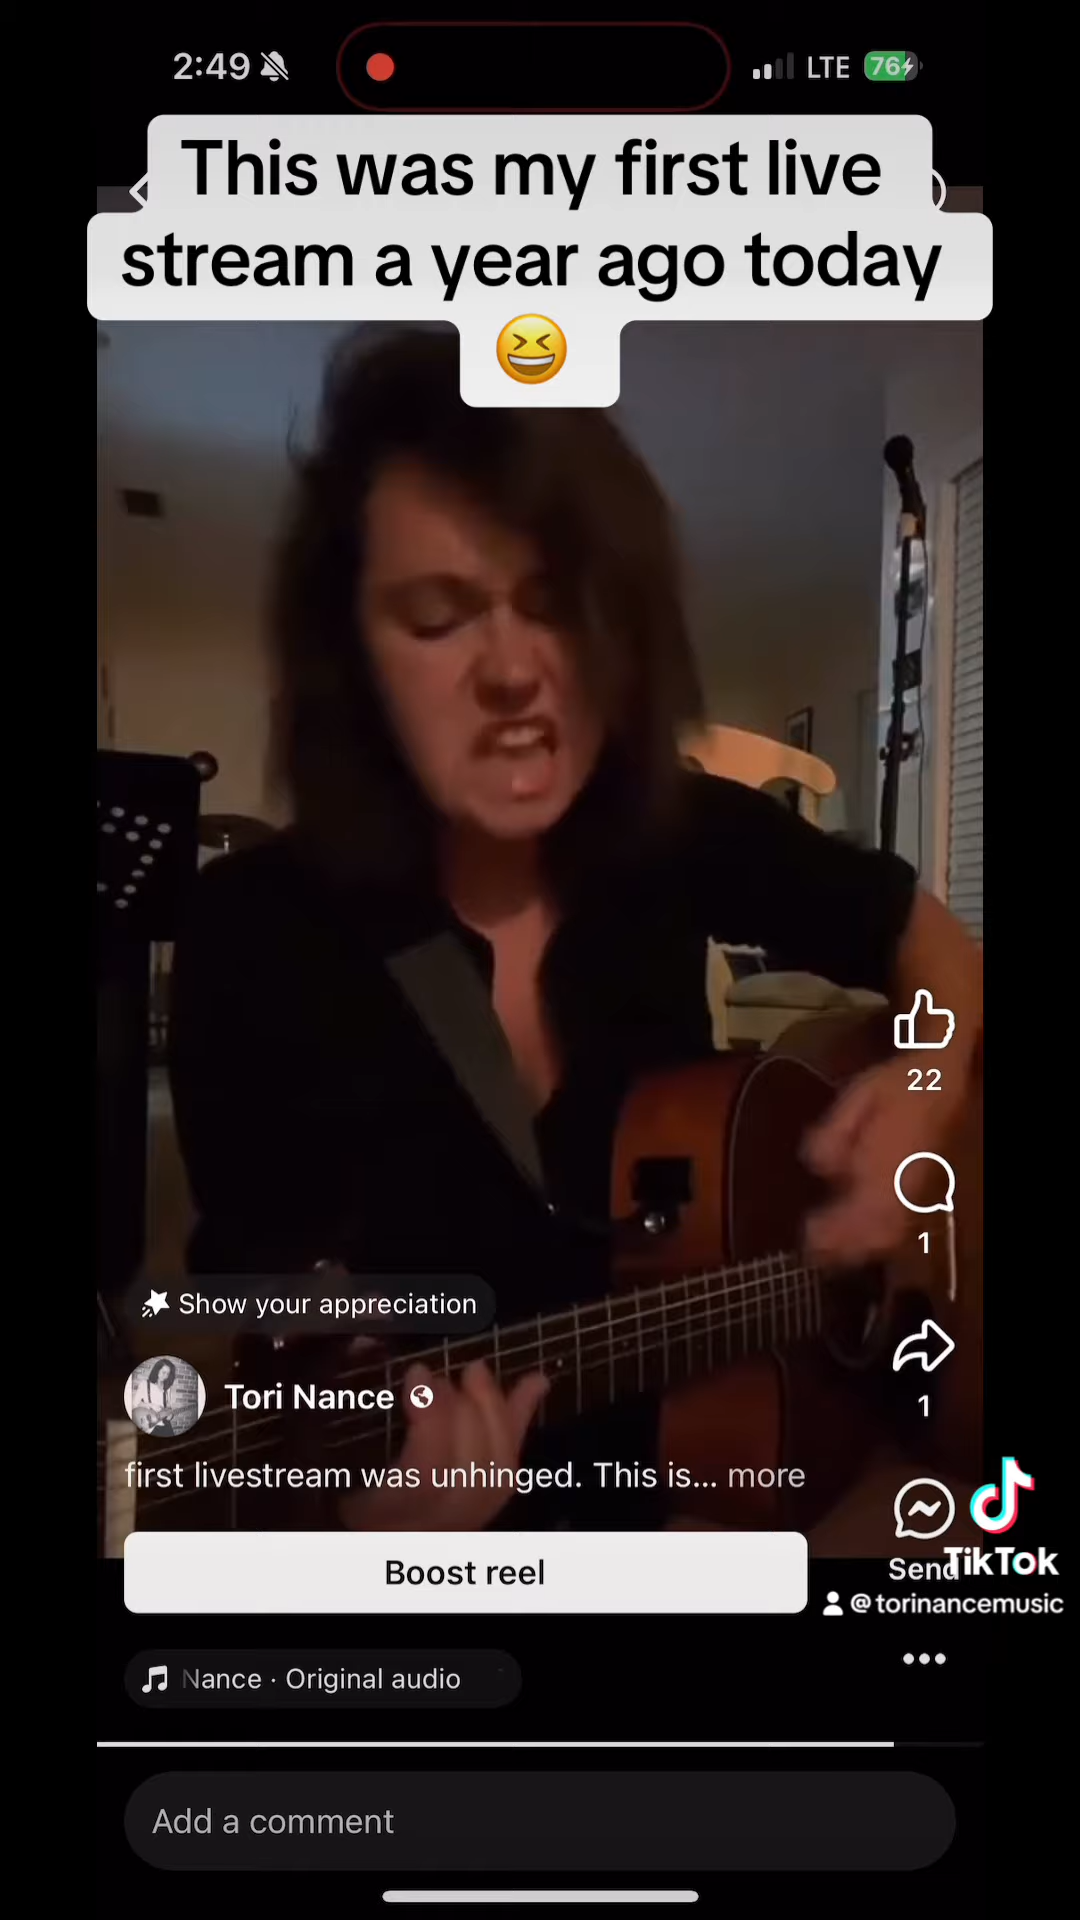 2:49
LTE
76
This was my first live
stream a year ago today
😆
22
1
Show your appreciation
1
Tori Nance
first livestream was unhinged. This is... more
Boost reel
Send
TikTok
@torinancemusic
Nance · Original audio
Add a comment